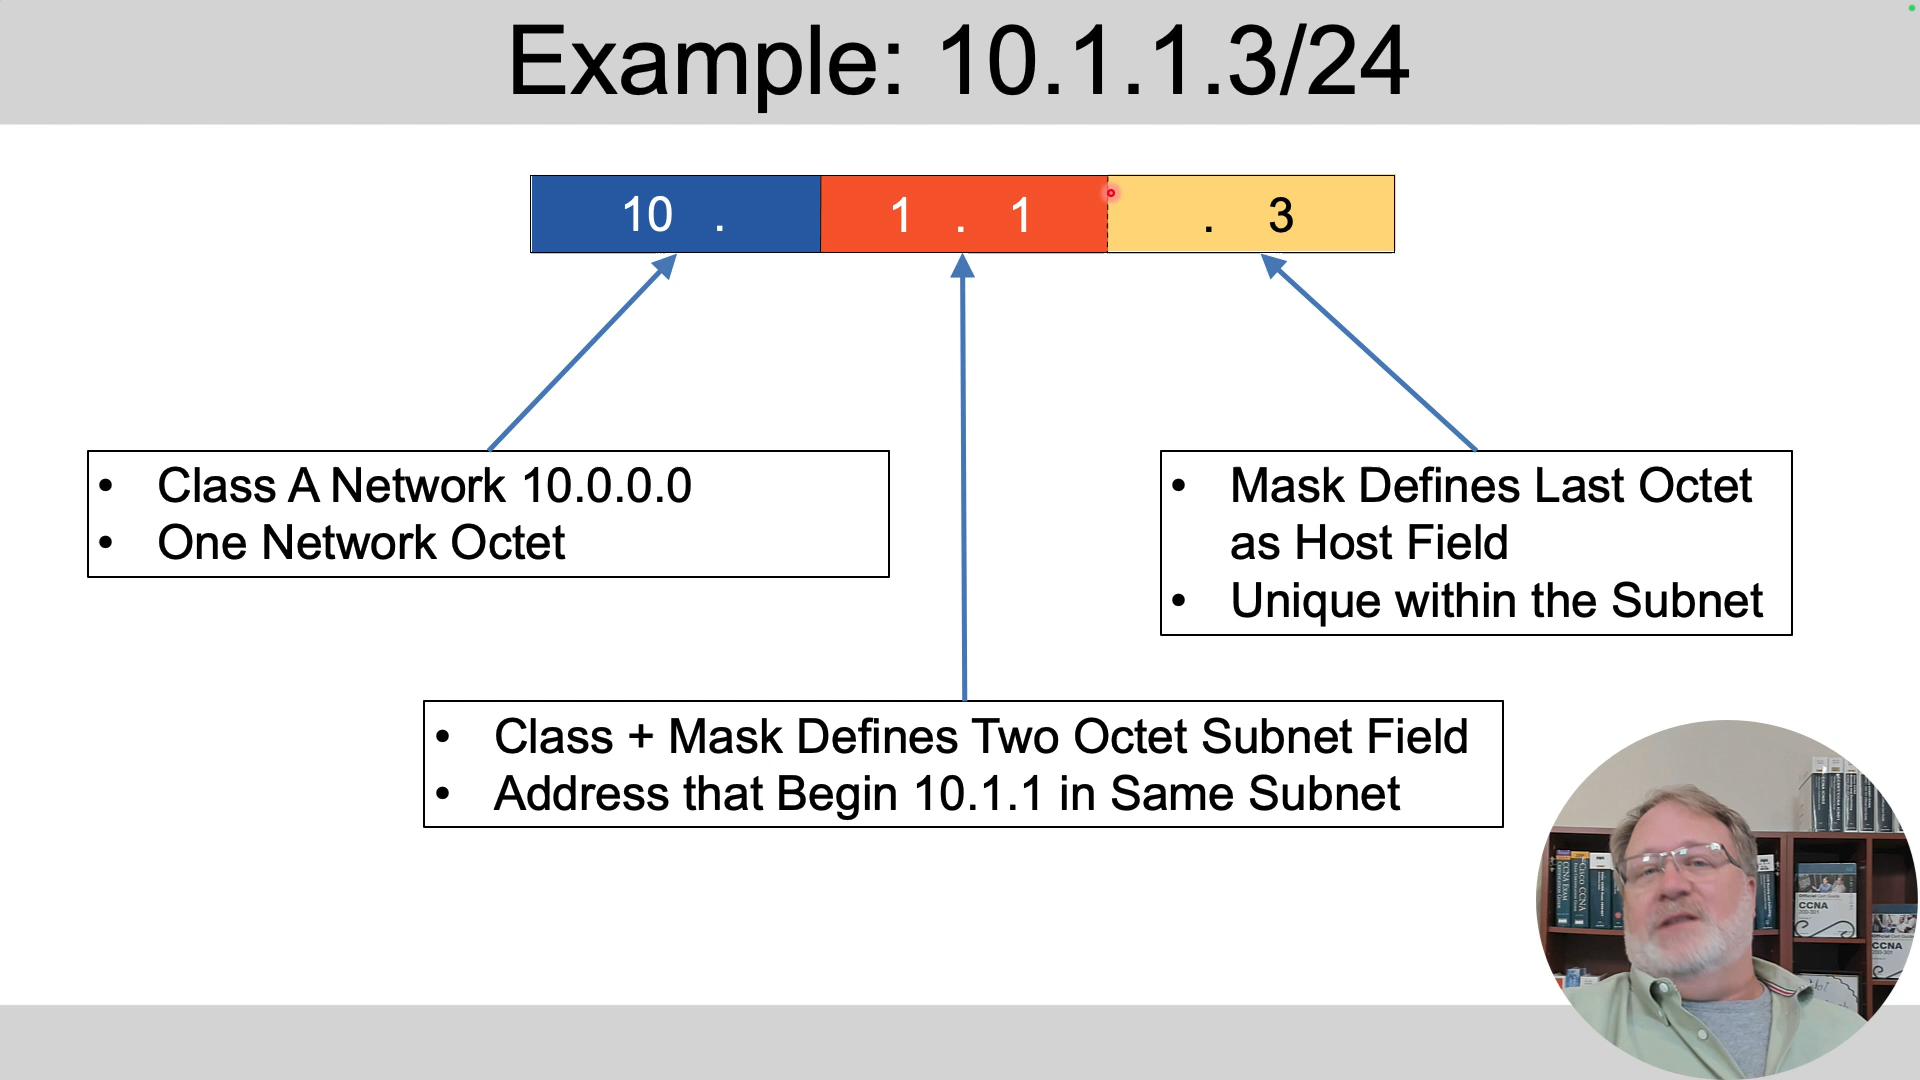 Example: 10.1.1.3/24
10 . 1 . 1 . 3
• Class A Network 10.0.0.0
• One Network Octet
• Mask Defines Last Octet
as Host Field
• Unique within the Subnet
• Class + Mask Defines Two Octet Subnet Field
• Address that Begin 10.1.1 in Same Subnet
CCNA
CCNA